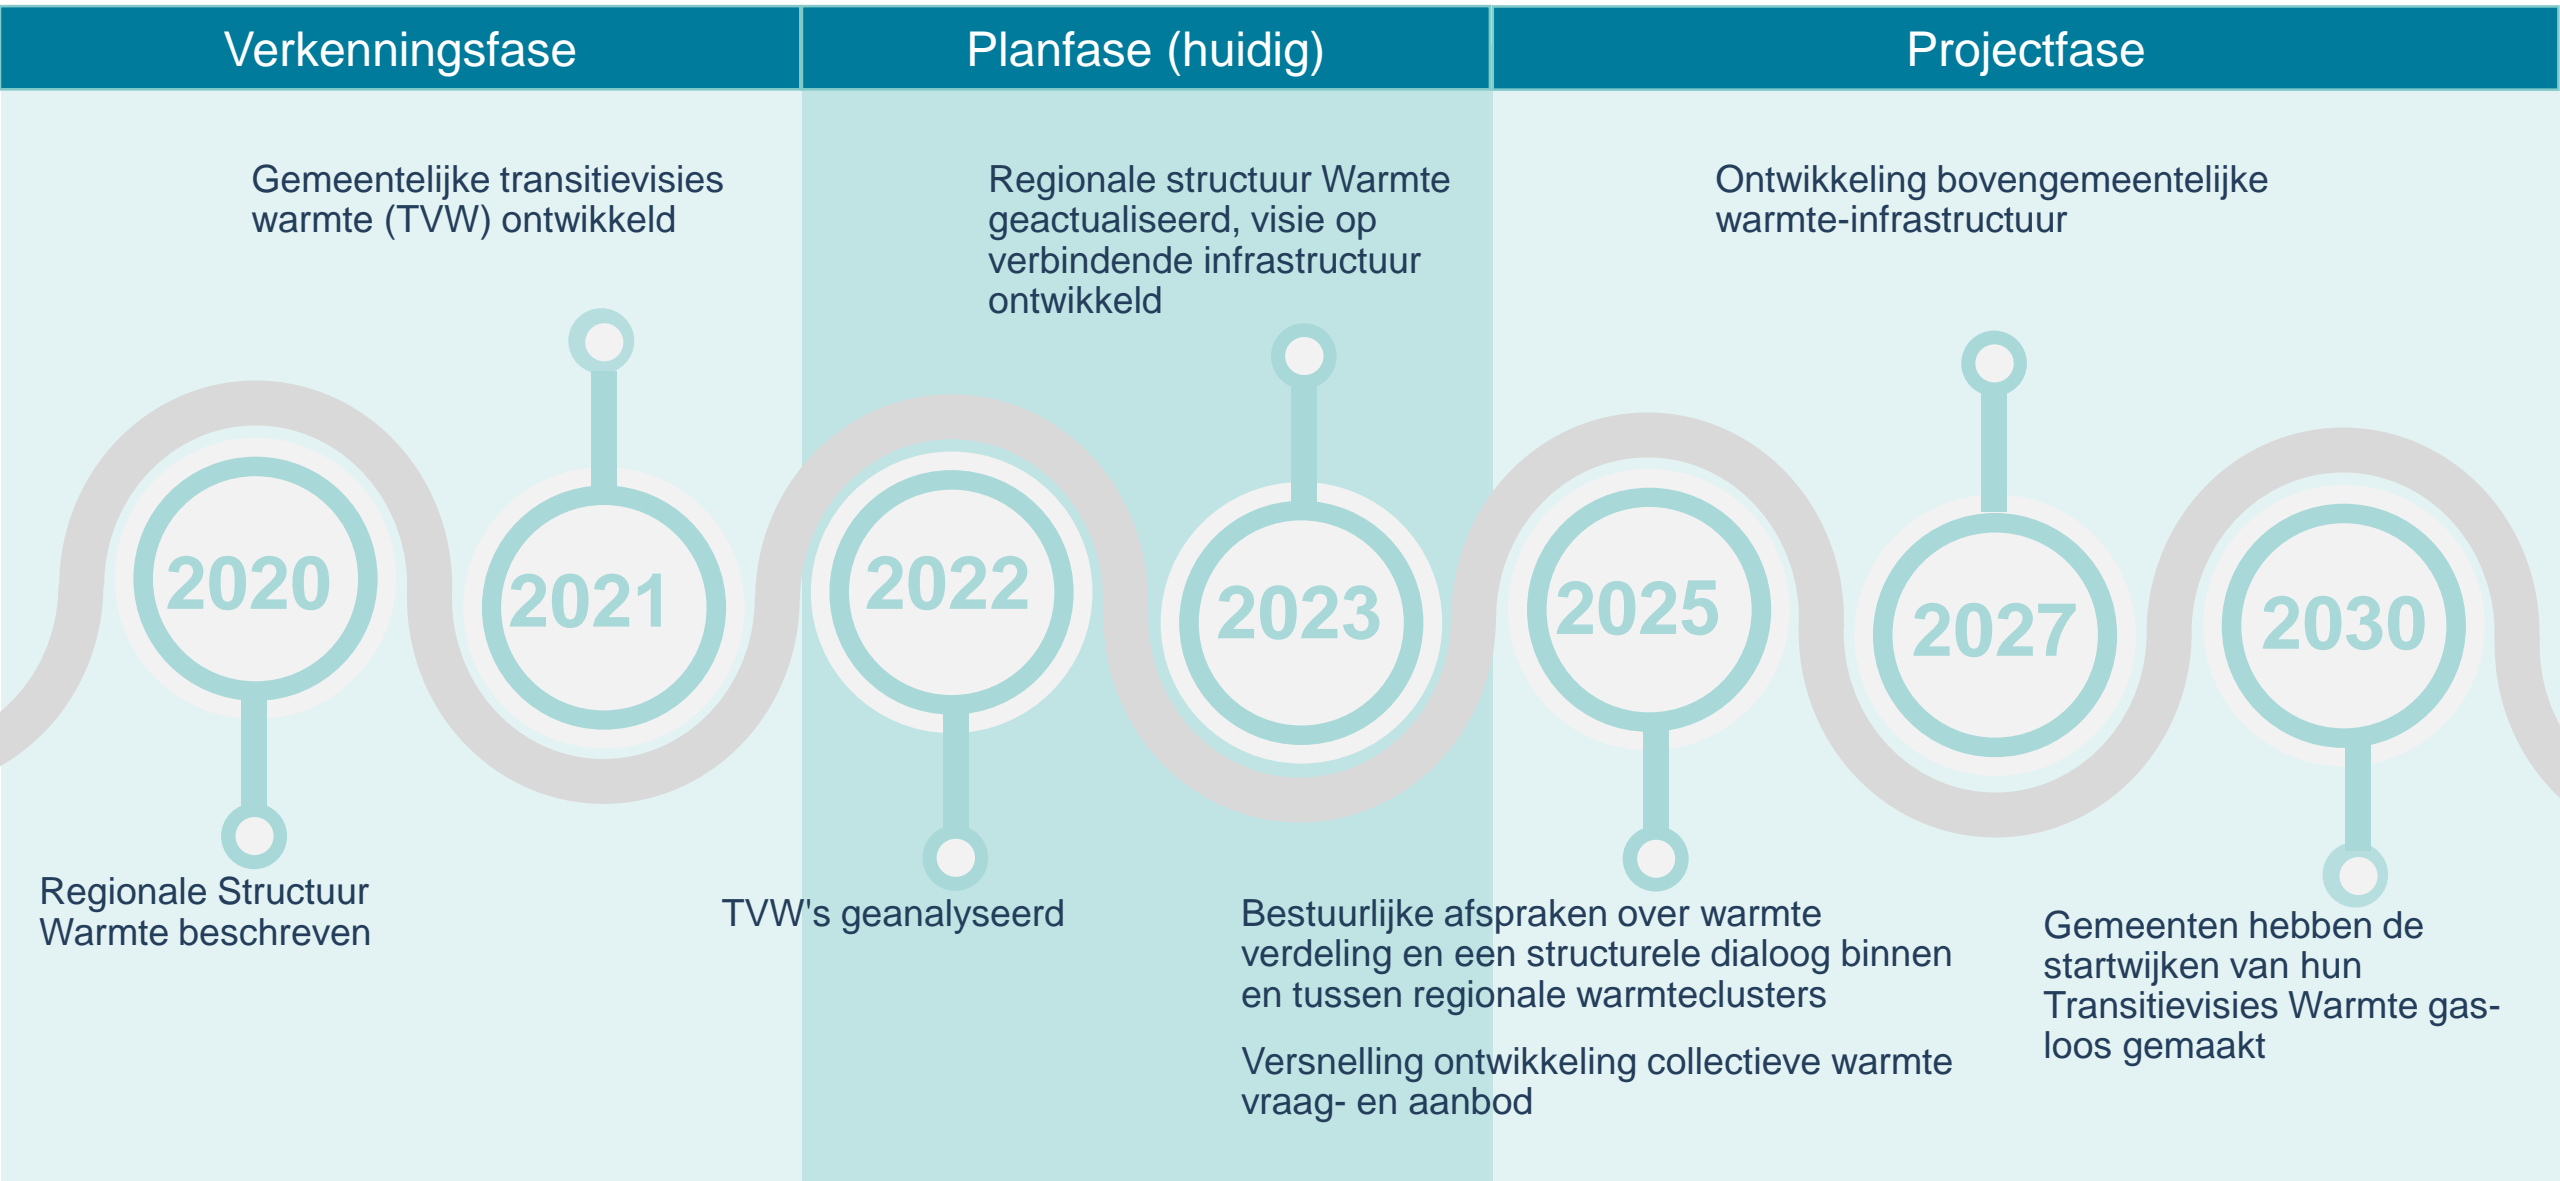 Verkenningsfase
Planfase (huidig)
Projectfase
Gemeentelijke transitievisies
warmte (TVW) ontwikkeld
Regionale structuur Warmte
geactualiseerd, visie op
verbindende infrastructuur
ontwikkeld
Ontwikkeling bovengemeentelijke
warmte-infrastructuur
2020
2021
2022
2023
2025
2027
2030
Regionale Structuur
Warmte beschreven
TVW's geanalyseerd
Bestuurlijke afspraken over warmte
verdeling en een structurele dialoog binnen
en tussen regionale warmteclusters
Versnelling ontwikkeling collectieve warmte
vraag- en aanbod
Gemeenten hebben de
startwijken van hun
Transitievisies Warmte gas-
loos gemaakt